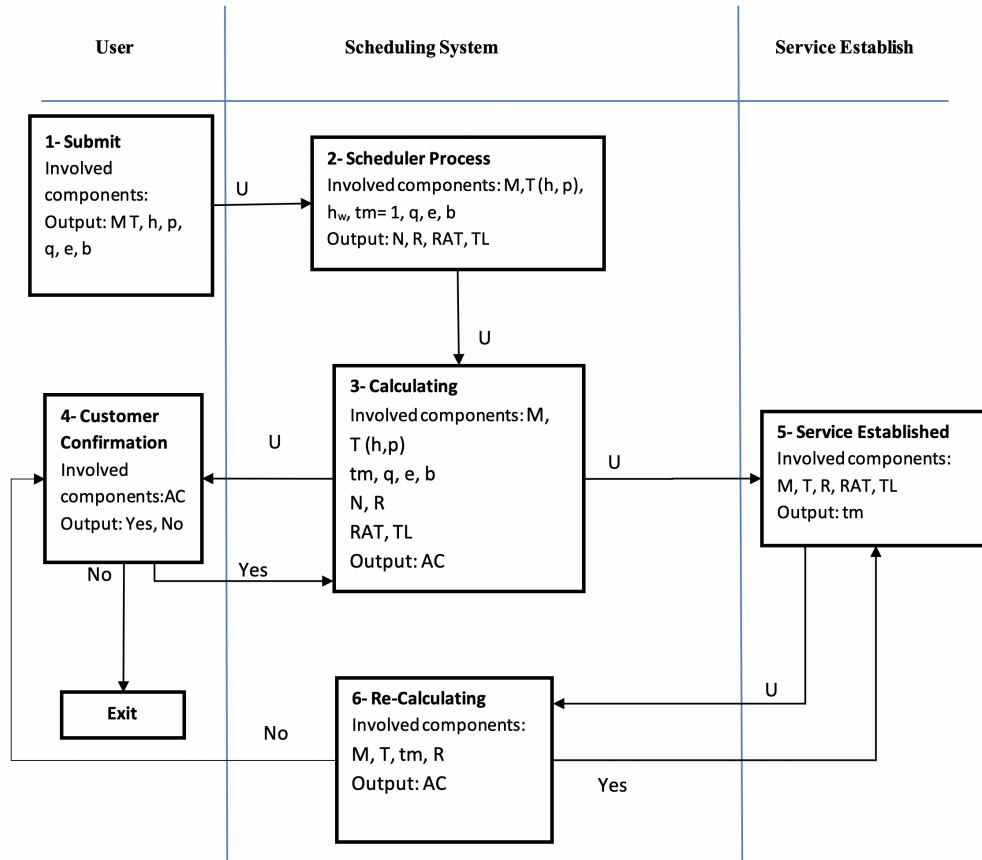 User
Scheduling System
Service Establish
1- Submit
Involved
components:
Output: M T, h, p,
q, e, b
U
2- Scheduler Process
Involved components: M,T (h, p),
hw, tm= 1, q, e, b
Output: N, R, RAT, TL
U
3- Calculating
Involved components: M,
T (h,p)
tm, q, e, b
N, R
RAT, TL
Output: AC
4- Customer
Confirmation
Involved
components:AC
Output: Yes, No
U
U
5- Service Established
Involved components:
M, T, R, RAT, TL
Output: tm
No
Yes
Exit
6- Re-Calculating
Involved components:
M, T, tm, R
Output: AC
U
No
Yes